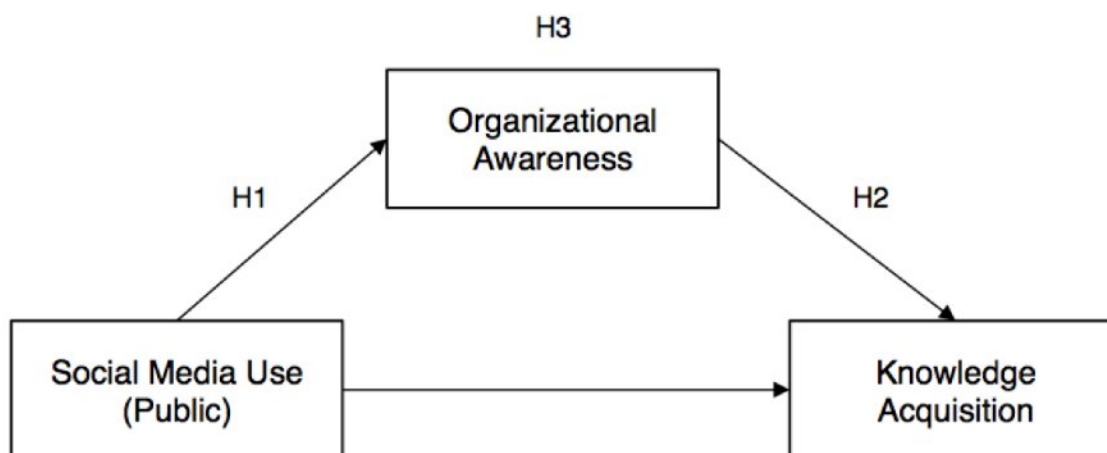 H3
Organizational
Awareness
H1
H2
Social Media Use
(Public)
Knowledge
Acquisition